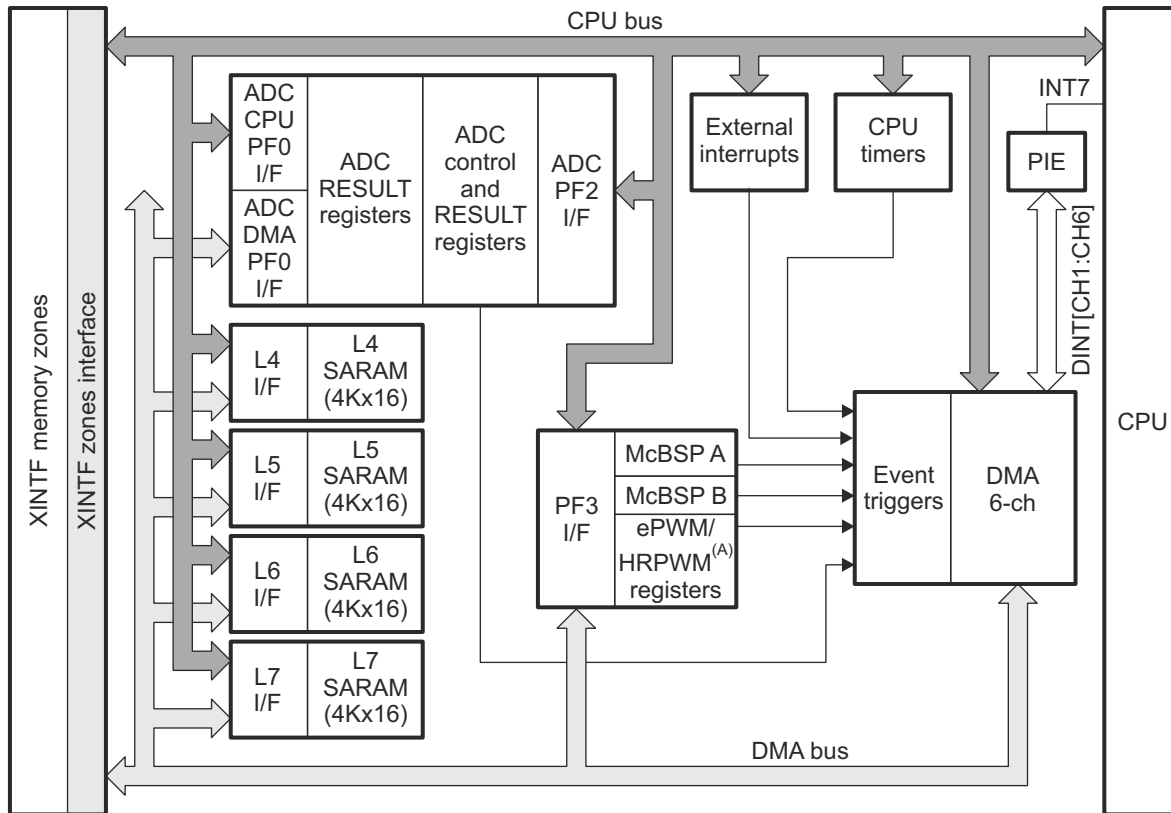 CPU bus
XINTF memory zones
XINTF zones interface
ADC
CPU
PF0
I/F
ADC
DMA
PF0
I/F
ADC
RESULT
registers
ADC
control
and
RESULT
registers
ADC
PF2
I/F
External
interrupts
CPU
timers
INT7
PIE
DINT[CH1:CH6]
CPU
L4
I/F
L4
SARAM
(4Kx16)
L5
I/F
L5
SARAM
(4Kx16)
L6
I/F
L6
SARAM
(4Kx16)
L7
I/F
L7
SARAM
(4Kx16)
PF3
I/F
McBSP A
McBSP B
ePWM/
HRPWM(A)
registers
Event
triggers
DMA
6-ch
DMA bus